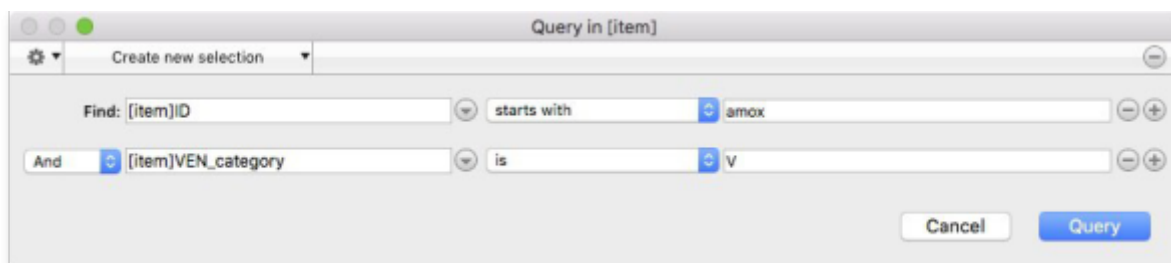 Query in [item]
Create new selection
Find: [item]ID starts with amox
And [item]VEN_category is V
Cancel Query